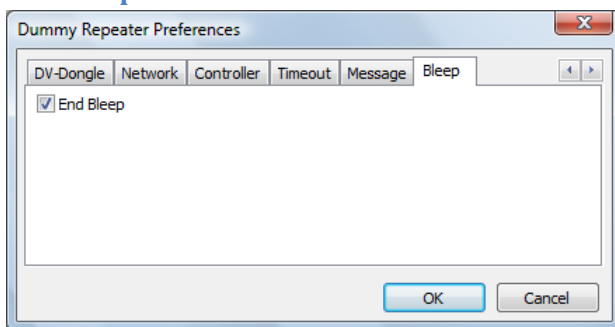 Dummy Repeater Preferences
DV-Dongle Network Controller Timeout Message Bleep
End Bleep
OK Cancel